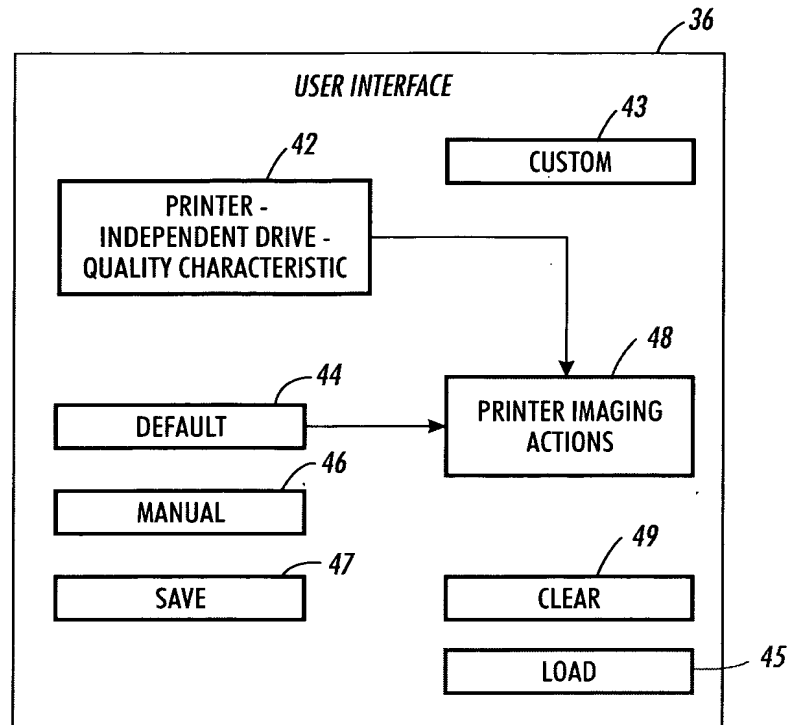 36
USER INTERFACE
43
CUSTOM
42
PRINTER -
INDEPENDENT DRIVE -
QUALITY CHARACTERISTIC
48
PRINTER IMAGING
ACTIONS
44
DEFAULT
46
MANUAL
47
SAVE
49
CLEAR
LOAD
45